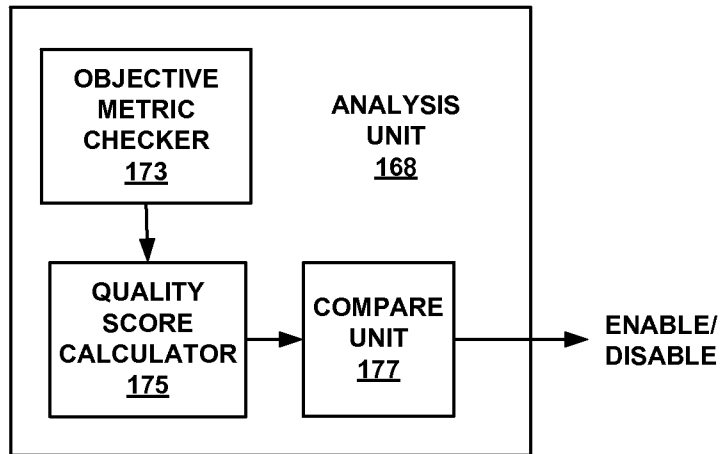 OBJECTIVE
METRIC
CHECKER
173
ANALYSIS
UNIT
168
QUALITY
SCORE
CALCULATOR
175
COMPARE
UNIT
177
ENABLE/
DISABLE